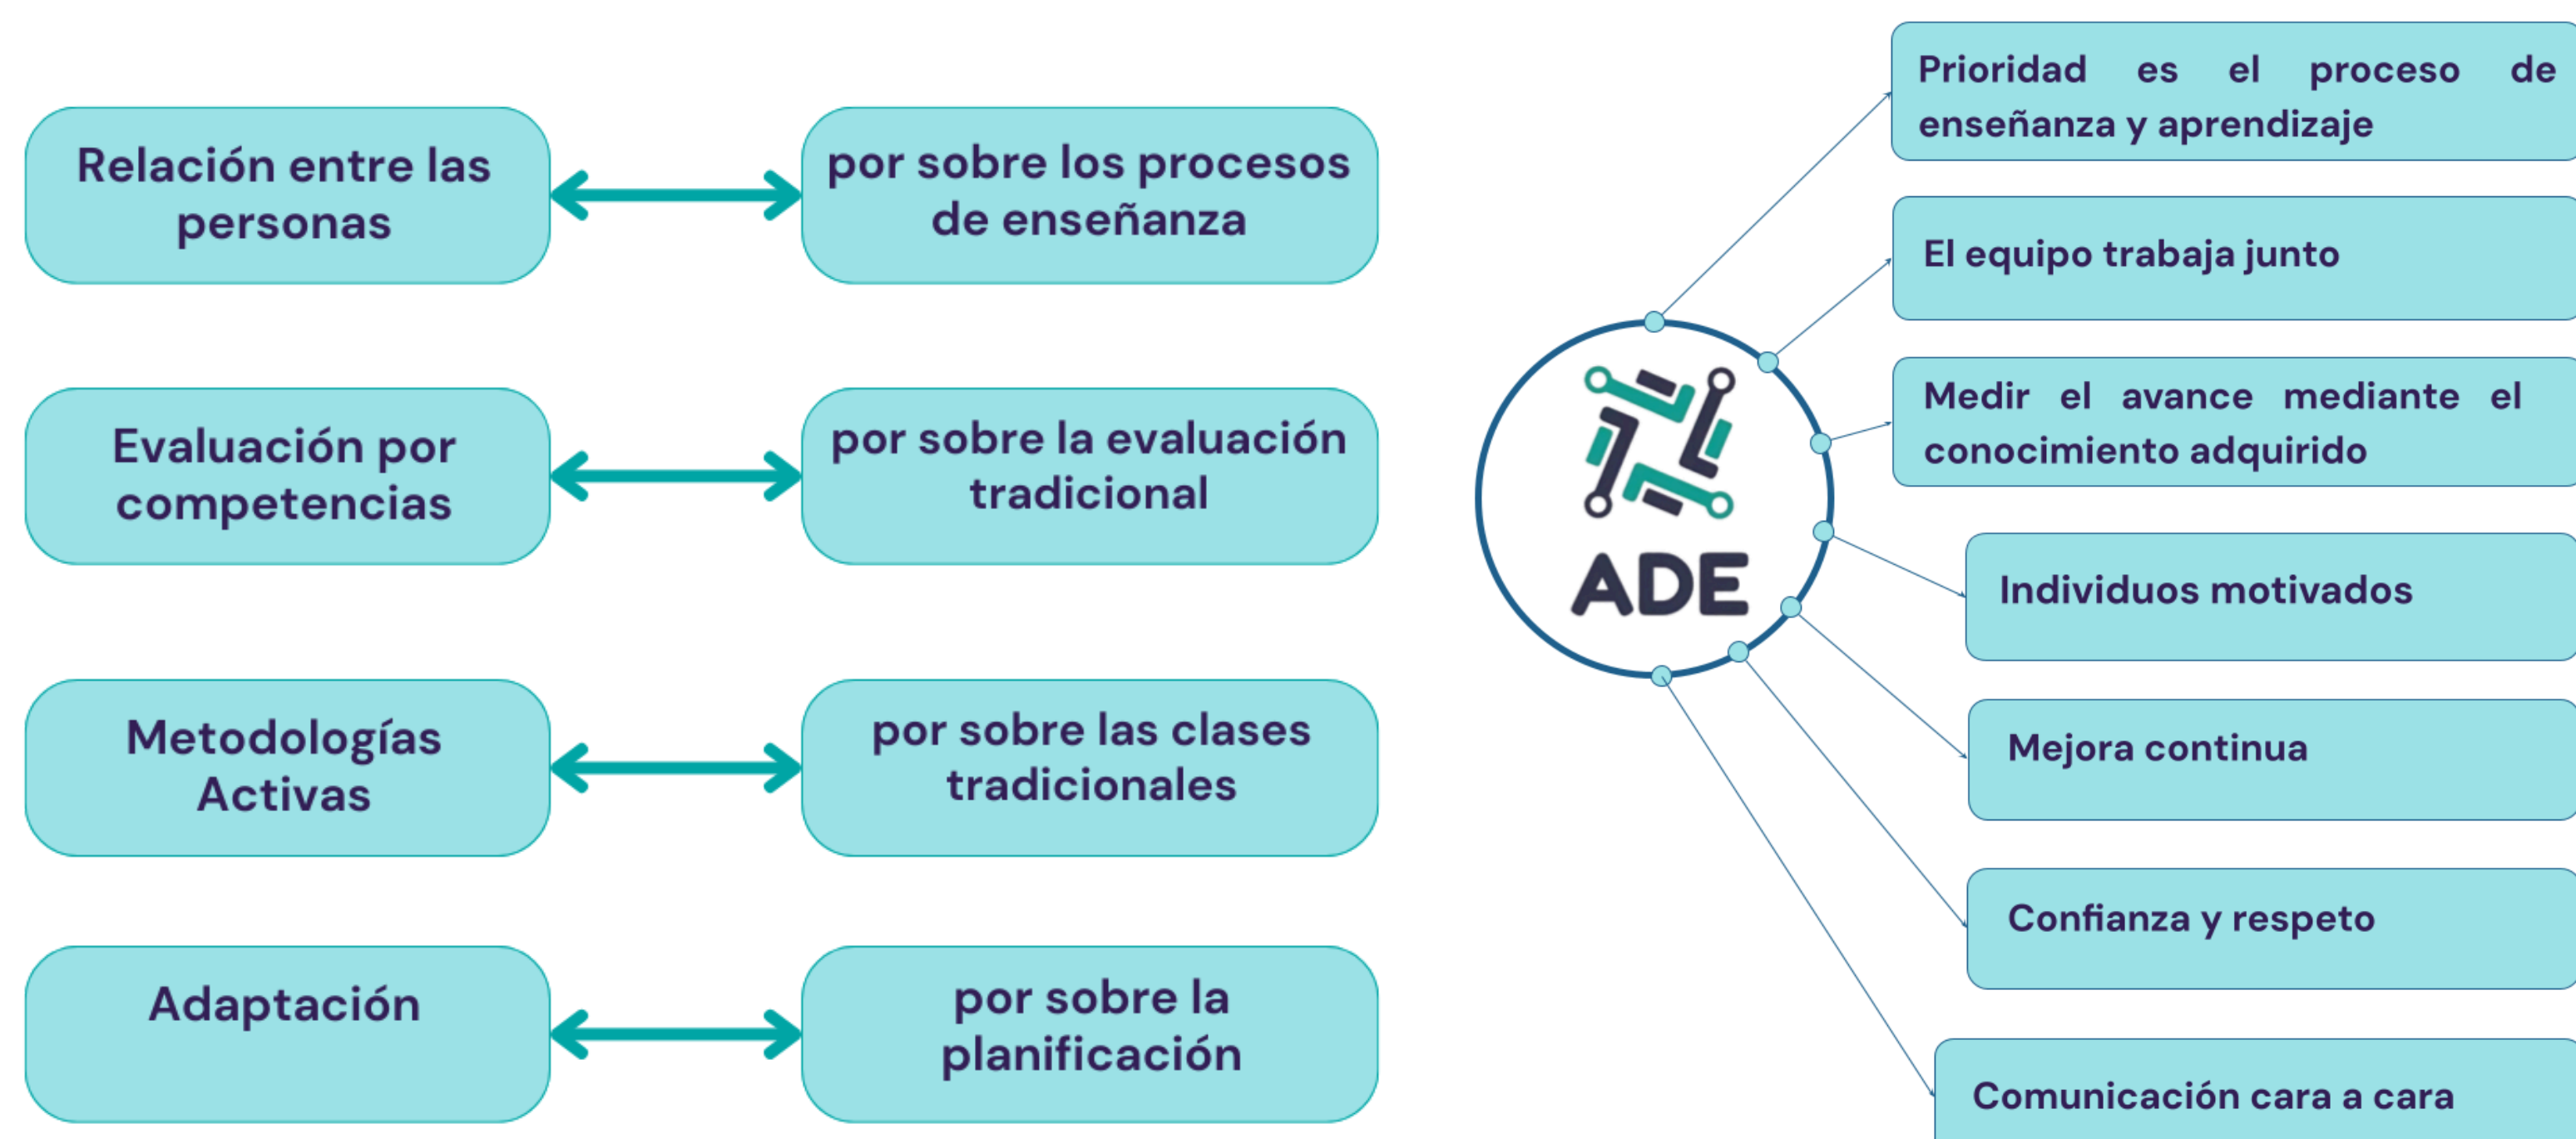 Relación entre las
personas
por sobre los procesos
de enseñanza
Evaluación por
competencias
por sobre la evaluación
tradicional
Metodologías
Activas
por sobre las clases
tradicionales
Adaptación
por sobre la
planificación
ADE
Prioridad es el proceso de
enseñanza y aprendizaje
El equipo trabaja junto
Medir el avance mediante el
conocimiento adquirido
Individuos motivados
Mejora continua
Confianza y respeto
Comunicación cara a cara